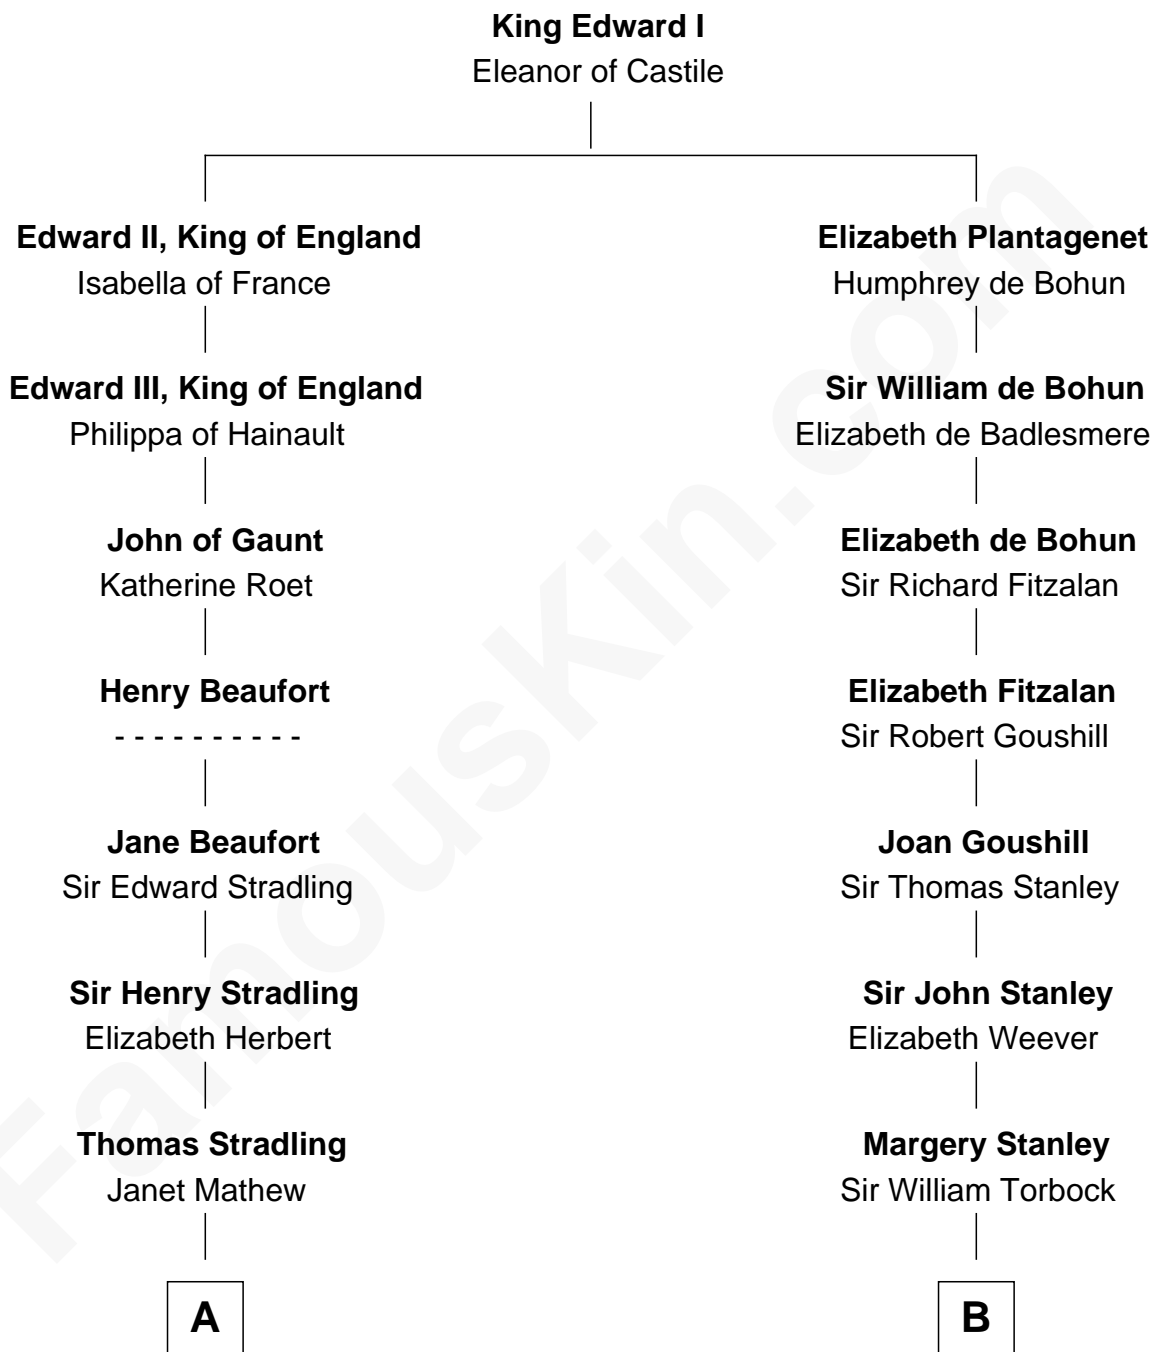 King Edward I
Eleanor of Castile
Edward II, King of England
Isabella of France
Edward III, King of England
Philippa of Hainault
John of Gaunt
Katherine Roet
Henry Beaufort
- - - - - - - - - -
Jane Beaufort
Sir Edward Stradling
Sir Henry Stradling
Elizabeth Herbert
Thomas Stradling
Janet Mathew
A
Elizabeth Plantagenet
Humphrey de Bohun
Sir William de Bohun
Elizabeth de Badlesmere
Elizabeth de Bohun
Sir Richard Fitzalan
Elizabeth Fitzalan
Sir Robert Goushill
Joan Goushill
Sir Thomas Stanley
Sir John Stanley
Elizabeth Weever
Margery Stanley
Sir William Torbock
B
FamousKin.com